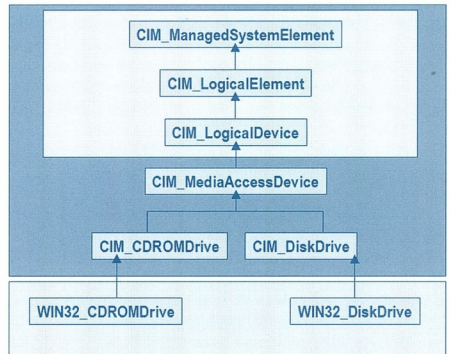 CIM_ManagedSystemElement
CIM_LogicalElement
CIM_LogicalDevice
CIM_MediaAccessDevice
CIM_CDROMDrive
CIM_DiskDrive
WIN32_CDROMDrive
WIN32_DiskDrive